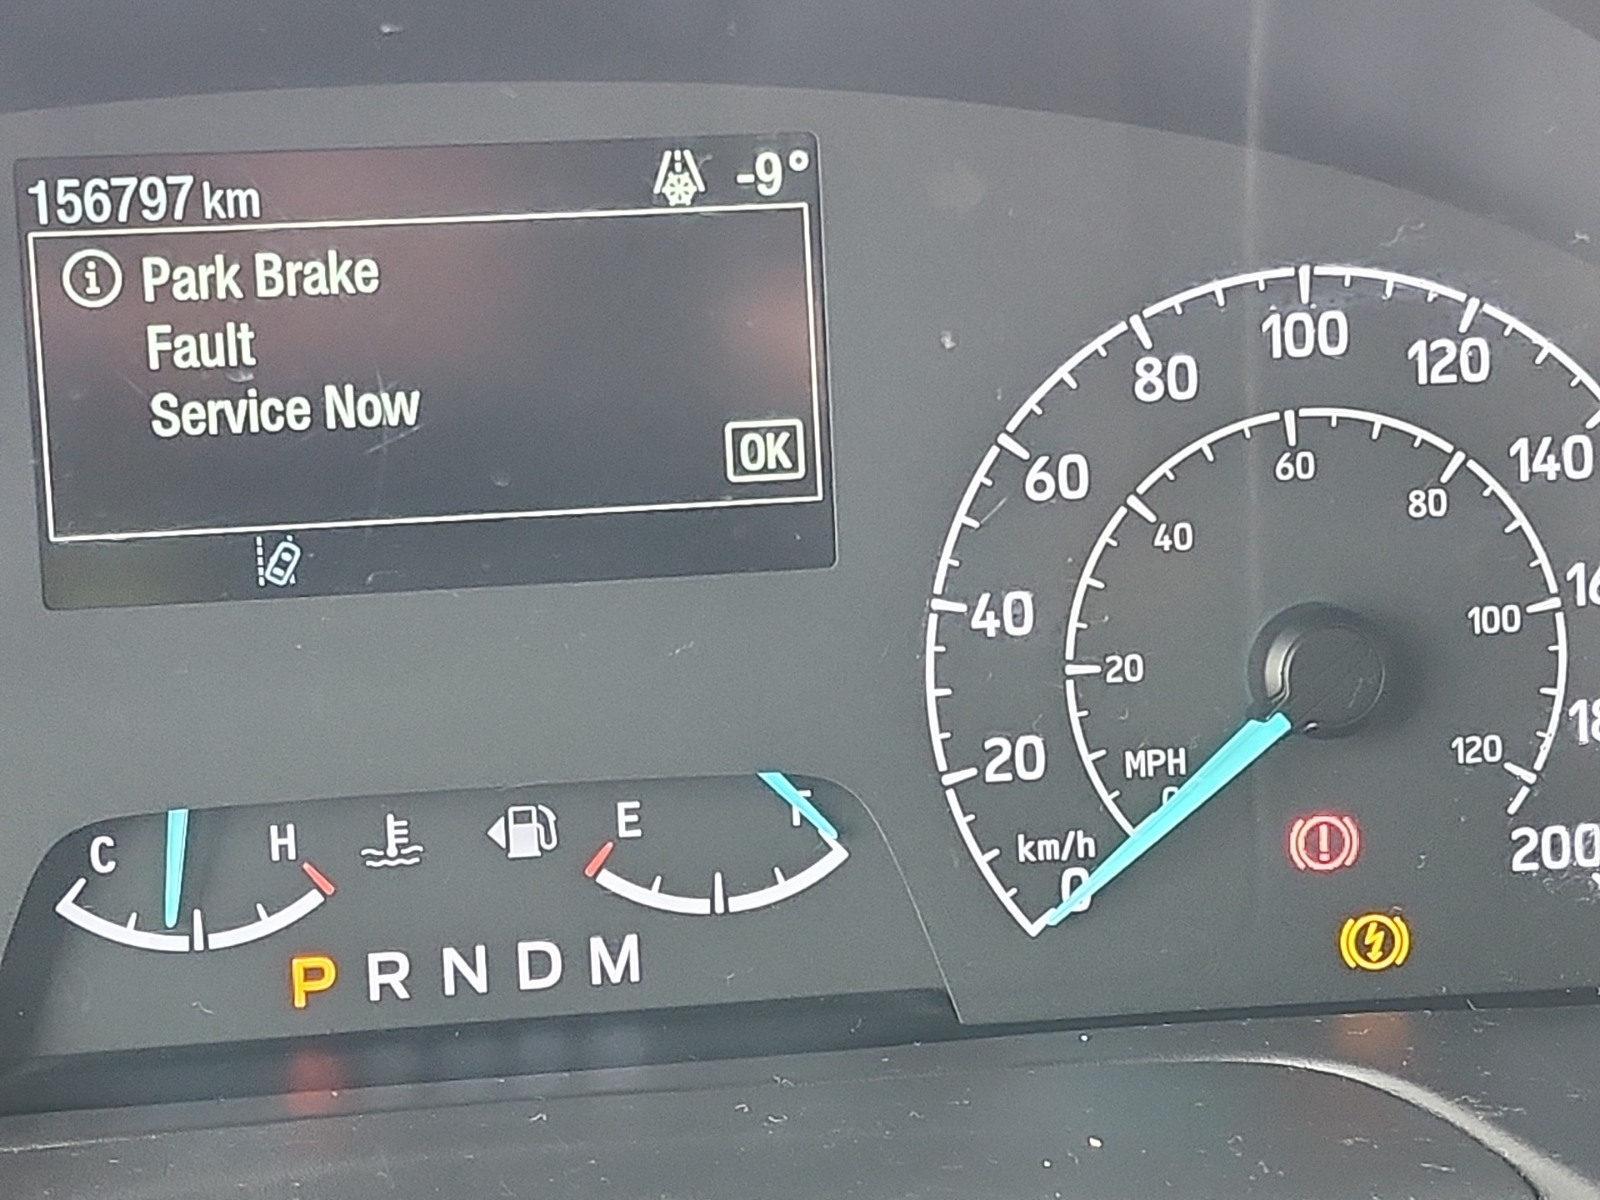 156797 km -9°
i Park Brake
Fault
Service Now
OK
100
80 120
60 140
60
80
40
40 100
20
20 120
MPH
km/h
0
200
C H E
P R N D M